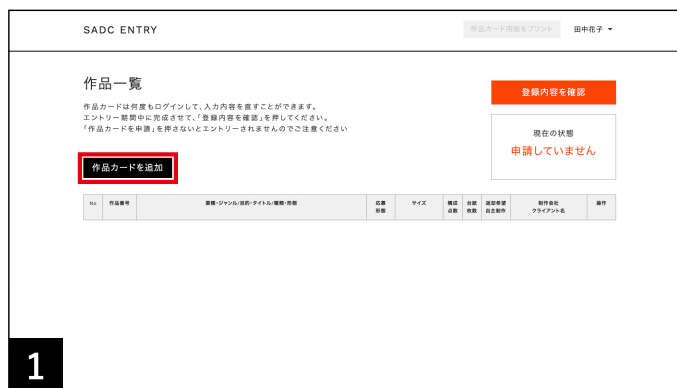 SADC ENTRY
作品カード用紙をプリント
田中花子
作品一覧
作品カードは何度もログインして、入力内容を直すことができます。
エントリー期間中に完成させて、「登録内容を確認」を押してください。
「作品カードを申請」を押さないとエントリーされませんのでご注意ください
登録内容を確認
現在の状態
申請していません
作品カードを追加
No 作品番号 業種・ジャンル/目的・タイトル/種類・形態 応募形態 サイズ 構成点数 台紙枚数 返却希望 自主制作 制作会社 クライアント名 操作
1